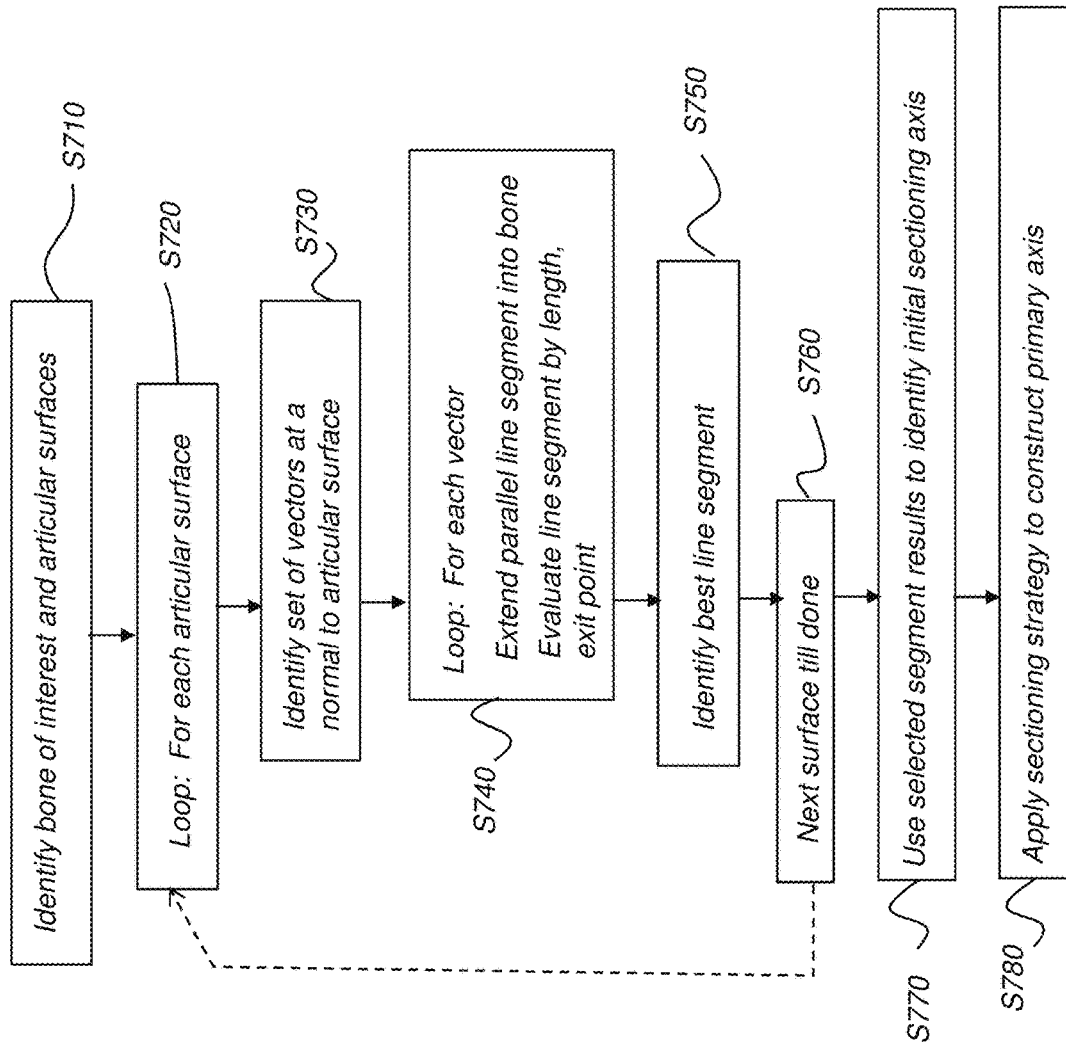 Identify bone of interest and articular surfaces
S710
Loop: For each articular surface
S720
Identify set of vectors at a
normal to articular surface
S730
Loop: For each vector
Extend parallel line segment into bone
Evaluate line segment by length,
exit point
S740
Identify best line segment
S750
Next surface till done
S760
Use selected segment results to identify initial sectioning axis
S770
Apply sectioning strategy to construct primary axis
S780